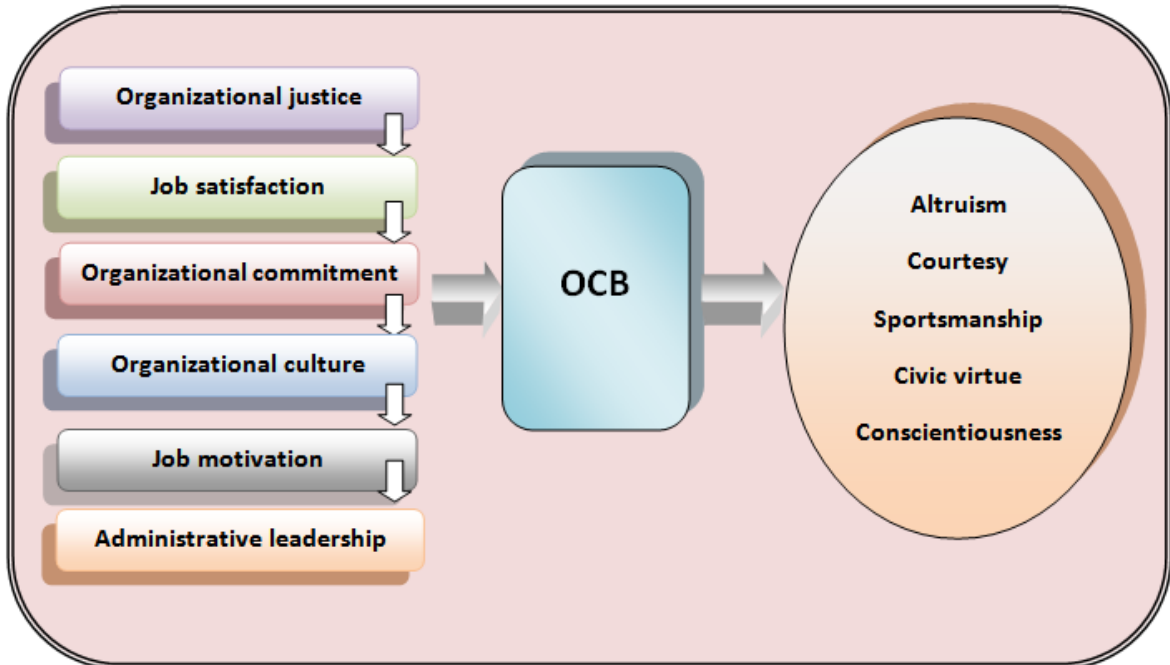 Organizational justice
Job satisfaction
Organizational commitment
Organizational culture
Job motivation
Administrative leadership
OCB
Altruism
Courtesy
Sportsmanship
Civic virtue
Conscientiousness